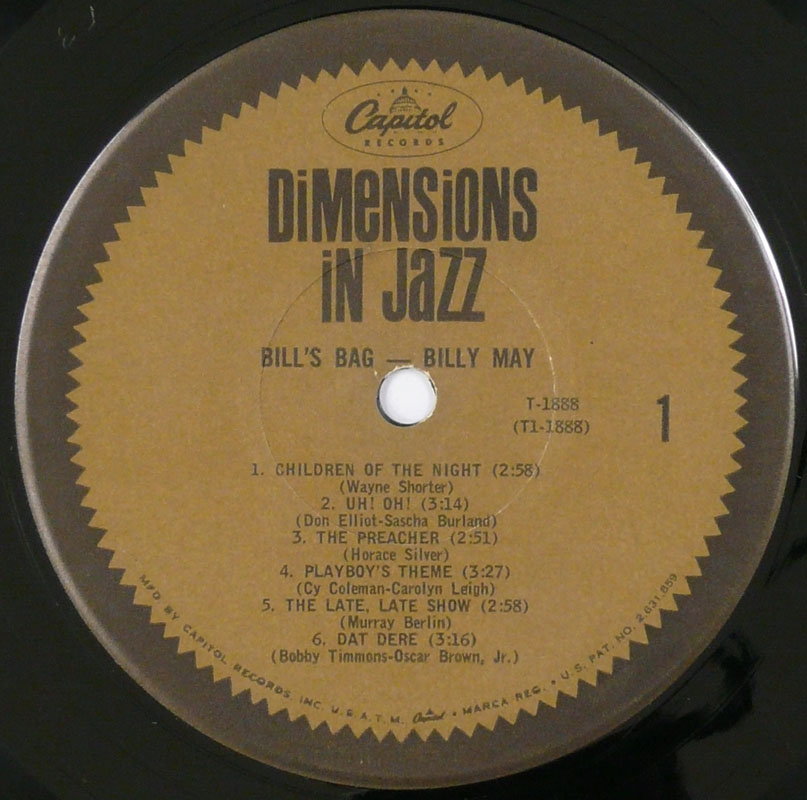 Capitol
RECORDS
DiMeNSiONS
iN JaZZ
BILL'S BAG — BILLY MAY
T-1888
(T1-1888)
1
1. CHILDREN OF THE NIGHT (2:58)
(Wayne Shorter)
2. UH! OH! (3:14)
(Don Elliot-Sascha Burland)
3. THE PREACHER (2:51)
(Horace Silver)
4. PLAYBOY'S THEME (3:27)
(Cy Coleman-Carolyn Leigh)
5. THE LATE, LATE SHOW (2:58)
(Murray Berlin)
6. DAT DERE (3:16)
(Bobby Timmons-Oscar Brown, Jr.)
MFD. BY CAPITOL RECORDS, INC. U.S.A. T.M. Capitol • MARCA REG. • U.S. PAT. NO. 2,631,859